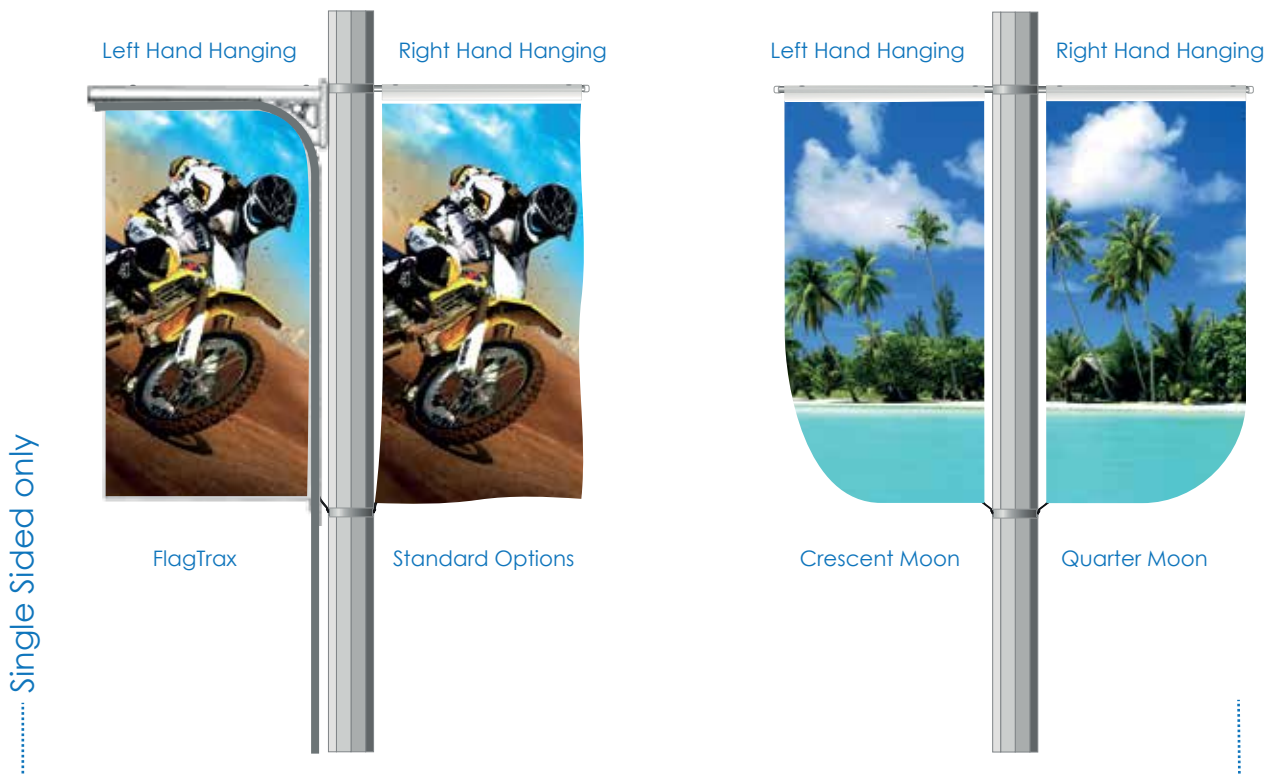 Left Hand Hanging
Right Hand Hanging
Left Hand Hanging
Right Hand Hanging
FlagTrax
Standard Options
Crescent Moon
Quarter Moon
Single Sided only